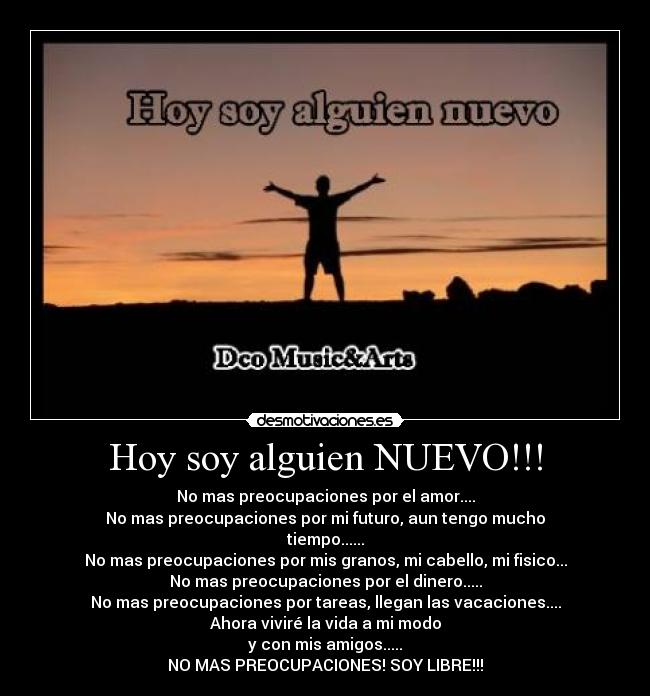 Hoy soy alguien nuevo
Dco Music&Arts
desmotivaciones.es
Hoy soy alguien NUEVO!!!
No mas preocupaciones por el amor....
No mas preocupaciones por mi futuro, aun tengo mucho
tiempo......
No mas preocupaciones por mis granos, mi cabello, mi fisico...
No mas preocupaciones por el dinero.....
No mas preocupaciones por tareas, llegan las vacaciones....
Ahora viviré la vida a mi modo
y con mis amigos.....
NO MAS PREOCUPACIONES! SOY LIBRE!!!